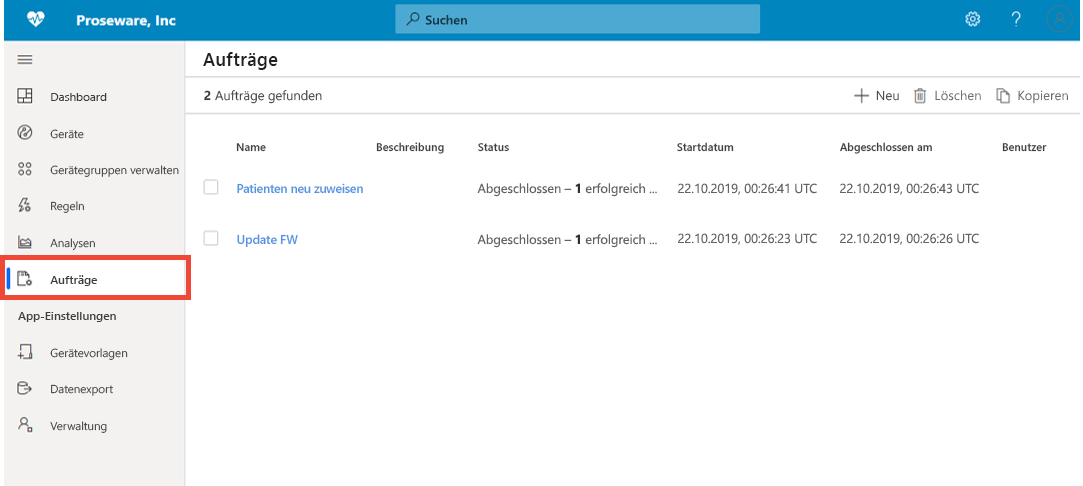 Proseware, Inc
Suchen
?
Dashboard
Geräte
Gerätegruppen verwalten
Regeln
Analysen
Aufträge
App-Einstellungen
Gerätevorlagen
Datenexport
Verwaltung
Aufträge
2 Aufträge gefunden
Neu Löschen Kopieren
Name Beschreibung Status Startdatum Abgeschlossen am Benutzer
Patienten neu zuweisen Abgeschlossen – 1 erfolgreich ... 22.10.2019, 00:26:41 UTC 22.10.2019, 00:26:43 UTC
Update FW Abgeschlossen – 1 erfolgreich ... 22.10.2019, 00:26:23 UTC 22.10.2019, 00:26:26 UTC